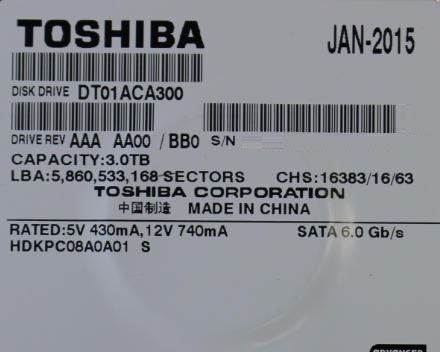 TOSHIBA JAN-2015
DISK DRIVE DT01ACA300
DRIVE REV AAA AA00 / BB0 S/N
CAPACITY:3.0TB
LBA:5,860,533,168 SECTORS CHS:16383/16/63
TOSHIBA CORPORATION
中国制造 MADE IN CHINA
RATED:5V 430mA,12V 740mA SATA 6.0 Gb/s
HDKPC08A0A01 S